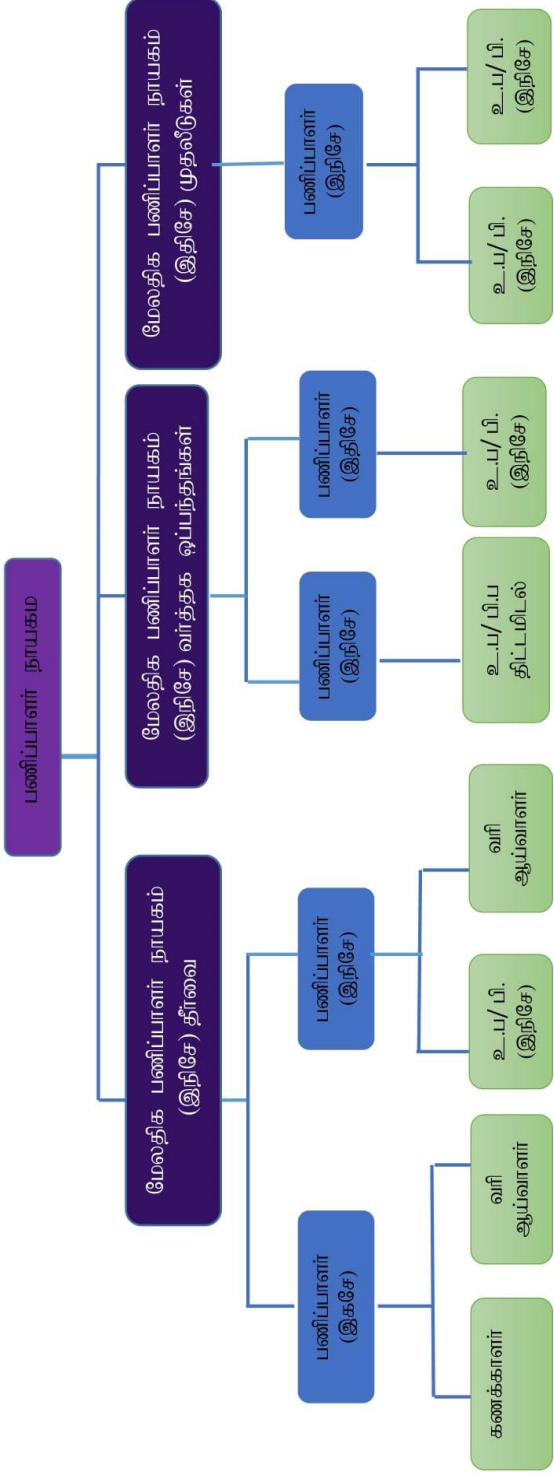 பணிப்பாளர் நாயகம
மேலதிக பணிப்பாளர் நாயகம்
(இநிசே) தீர்வை
மேலதிக பணிப்பாளர் நாயகம்
(இநிசே) வர்த்தக ஒப்பந்தங்கள்
மேலதிக பணிப்பாளர் நாயகம்
(இதிசே) முதலீடுகள்
பணிப்பாளர்
(இகசே)
பணிப்பாளர்
(இநிசே)
பணிப்பாளர்
(இநிசே)
பணிப்பாளர்
(இதிசே)
பணிப்பாளர்
(இநிசே)
கணக்காளர்
வரி
ஆய்வாளர்
உ.ப/ பி.
(இநிசே)
வரி
ஆய்வாளர்
உ.ப/ பி.ப
திட்டமிடல்
உ.ப/ பி.
(இநிசே)
உ.ப/ பி.
(இநிசே)
உ.ப/ பி.
(இநிசே)